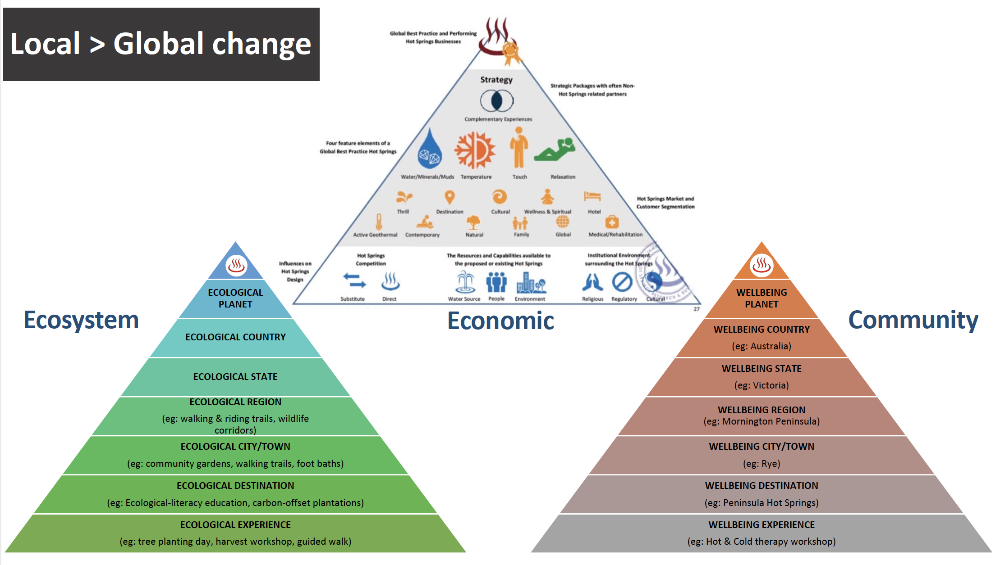 Local > Global change
Global Best Practice and Performing
Hot Springs Businesses
Strategy
Strategic Packages with often Non-
Hot Springs related partners
Complementary Experiences
Four feature elements of a
Global Best Practice Hot Springs
Water/Minerals/Muds Temperature Touch Relaxation
Hot Springs Market and
Customer Segmentation
Thrill Destination Cultural Wellness & Spiritual Hotel
Active Geothermal Contemporary Natural Family Global Medical/Rehabilitation
Influences on
Hot Springs
Design
Hot Springs
Competition
The Resources and Capabilities available to
the proposed or existing Hot Springs
Institutional Environment
surrounding the Hot Springs
Substitute Direct Water Source People Environment Religious Regulatory Cultural
27
Ecosystem
Economic
Community
ECOLOGICAL
PLANET
ECOLOGICAL COUNTRY
ECOLOGICAL STATE
ECOLOGICAL REGION
(eg: walking & riding trails, wildlife
corridors)
ECOLOGICAL CITY/TOWN
(eg: community gardens, walking trails, foot baths)
ECOLOGICAL DESTINATION
(eg: Ecological-literacy education, carbon-offset plantations)
ECOLOGICAL EXPERIENCE
(eg: tree planting day, harvest workshop, guided walk)
WELLBEING
PLANET
WELLBEING COUNTRY
(eg: Australia)
WELLBEING STATE
(eg: Victoria)
WELLBEING REGION
(eg: Mornington Peninsula)
WELLBEING CITY/TOWN
(eg: Rye)
WELLBEING DESTINATION
(eg: Peninsula Hot Springs)
WELLBEING EXPERIENCE
(eg: Hot & Cold therapy workshop)